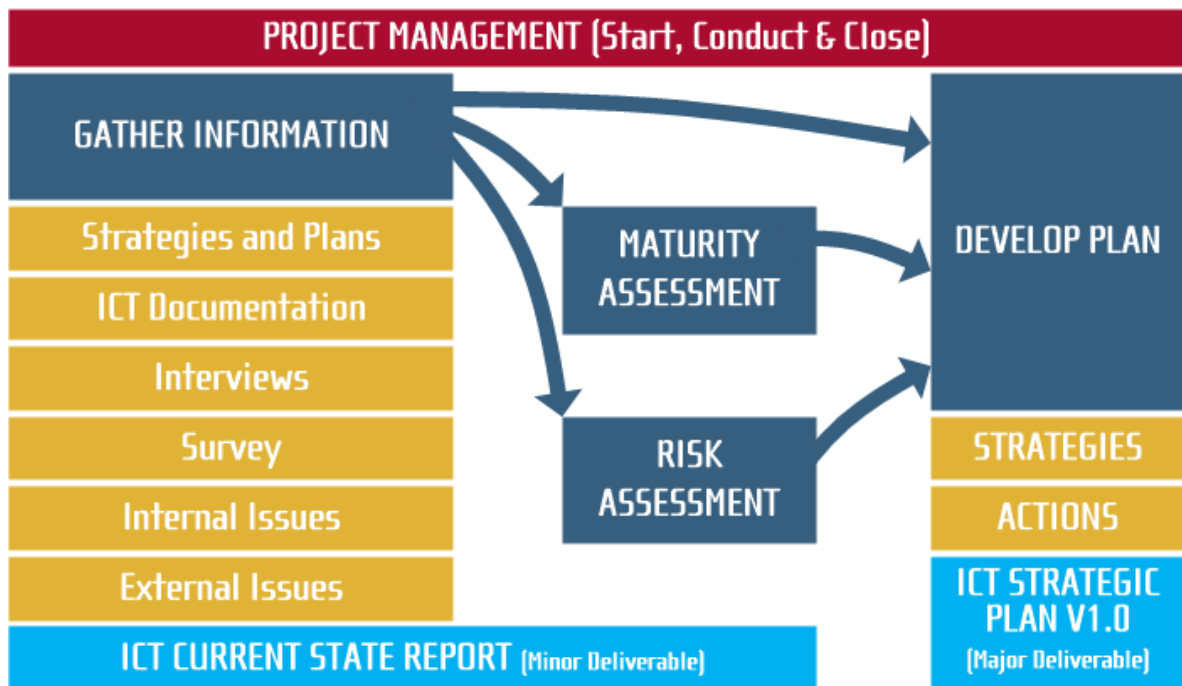 PROJECT MANAGEMENT (Start, Conduct & Close)
GATHER INFORMATION
Strategies and Plans
ICT Documentation
Interviews
Survey
Internal Issues
External Issues
ICT CURRENT STATE REPORT (Minor Deliverable)
MATURITY
ASSESSMENT
RISK
ASSESSMENT
DEVELOP PLAN
STRATEGIES
ACTIONS
ICT STRATEGIC
PLAN V1.0
(Major Deliverable)